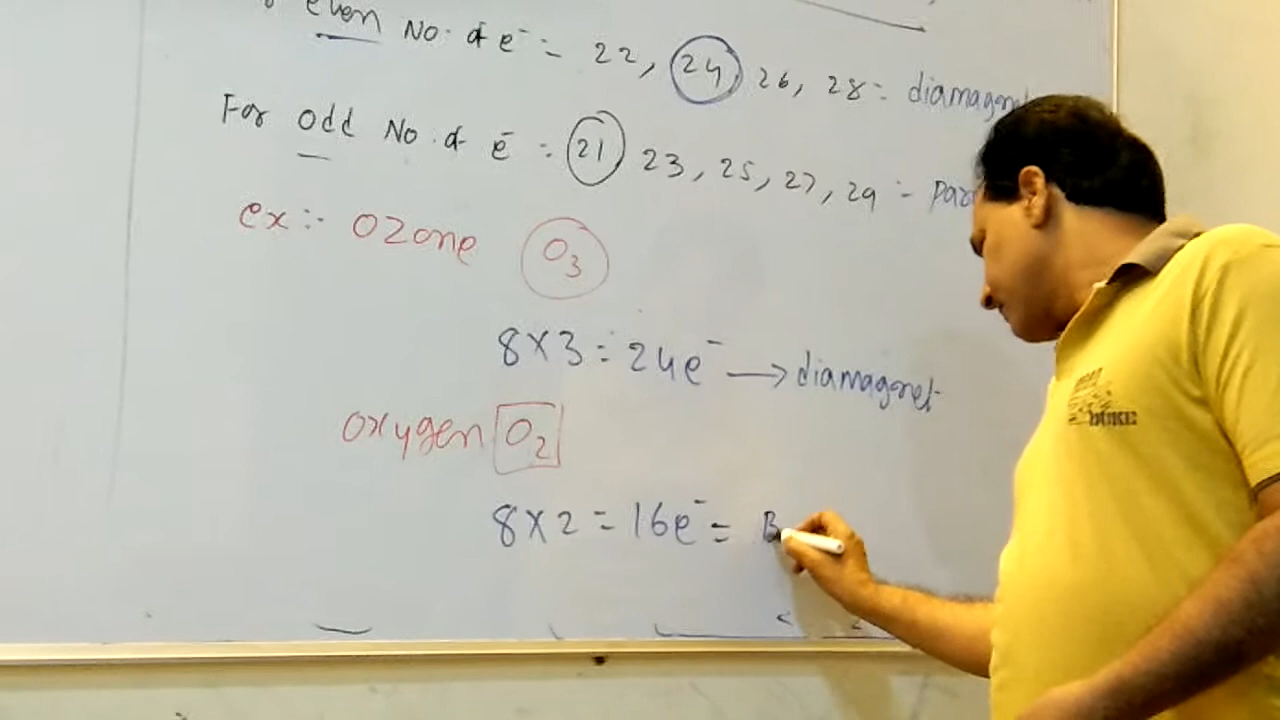 even No. of e⁻ = 22, 24 26, 28 = diamagnet
For odd No. of e⁻ = 21 23, 25, 27, 29 = Par
ex:- Ozone O₃
8×3 = 24e⁻ → diamagnet
Oxygen O₂
8×2 = 16e⁻ = B